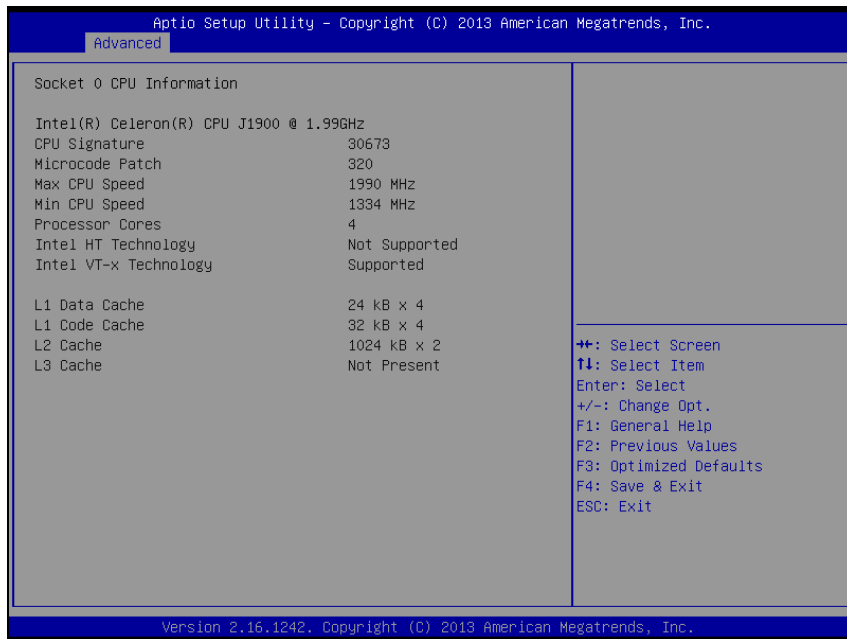 Aptio Setup Utility – Copyright (C) 2013 American Megatrends, Inc.
Advanced
Socket 0 CPU Information
Intel(R) Celeron(R) CPU J1900 @ 1.99GHz
CPU Signature 30673
Microcode Patch 320
Max CPU Speed 1990 MHz
Min CPU Speed 1334 MHz
Processor Cores 4
Intel HT Technology Not Supported
Intel VT-x Technology Supported
L1 Data Cache 24 kB x 4
L1 Code Cache 32 kB x 4
L2 Cache 1024 kB x 2
L3 Cache Not Present
→←: Select Screen
↑↓: Select Item
Enter: Select
+/-: Change Opt.
F1: General Help
F2: Previous Values
F3: Optimized Defaults
F4: Save & Exit
ESC: Exit
Version 2.16.1242. Copyright (C) 2013 American Megatrends, Inc.